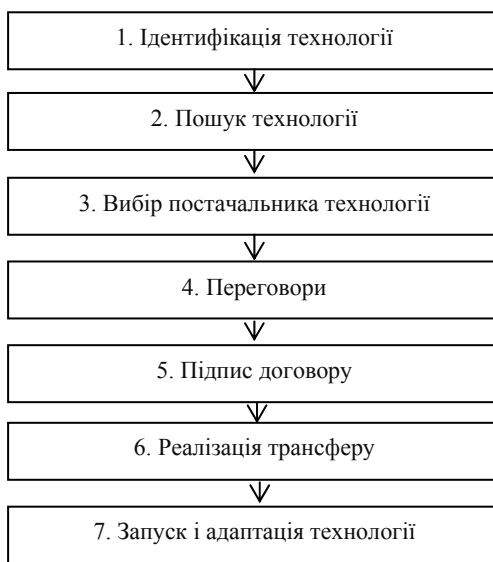 1. Ідентифікація технології
2. Пошук технології
3. Вибір постачальника технології
4. Переговори
5. Підпис договору
6. Реалізація трансферу
7. Запуск і адаптація технології